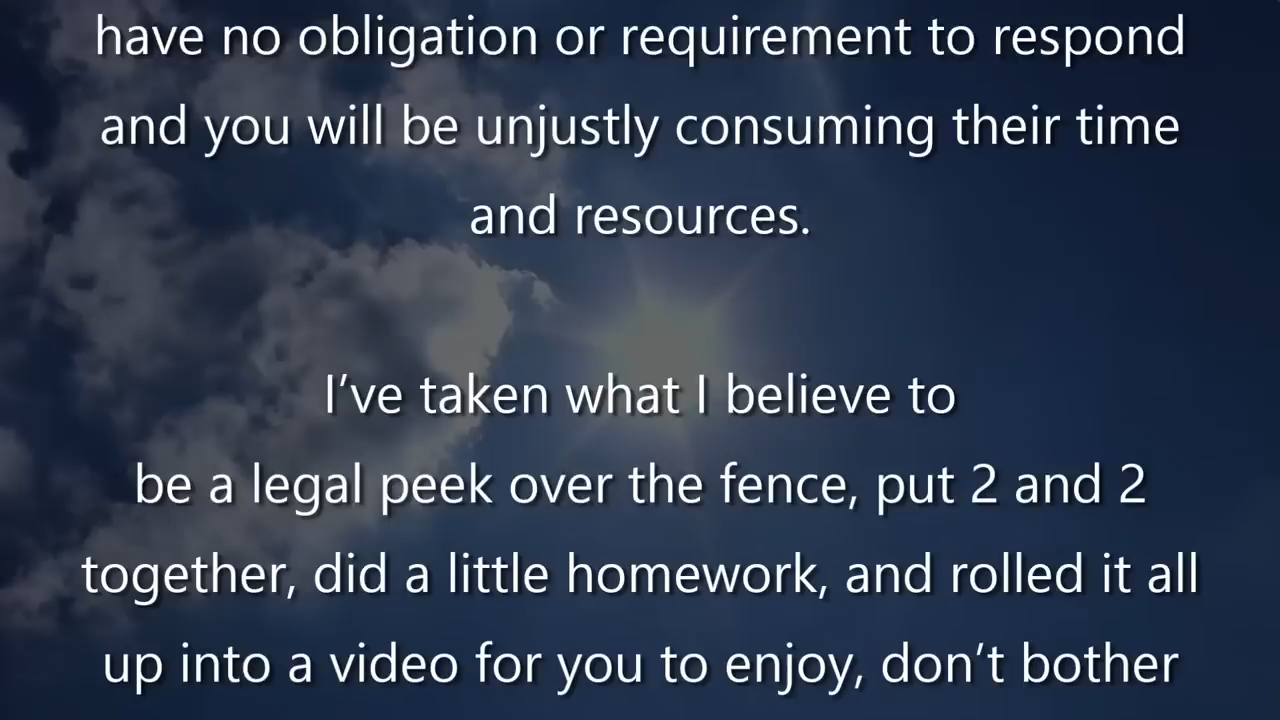 have no obligation or requirement to respond
and you will be unjustly consuming their time
and resources.
I’ve taken what I believe to
be a legal peek over the fence, put 2 and 2
together, did a little homework, and rolled it all
up into a video for you to enjoy, don’t bother